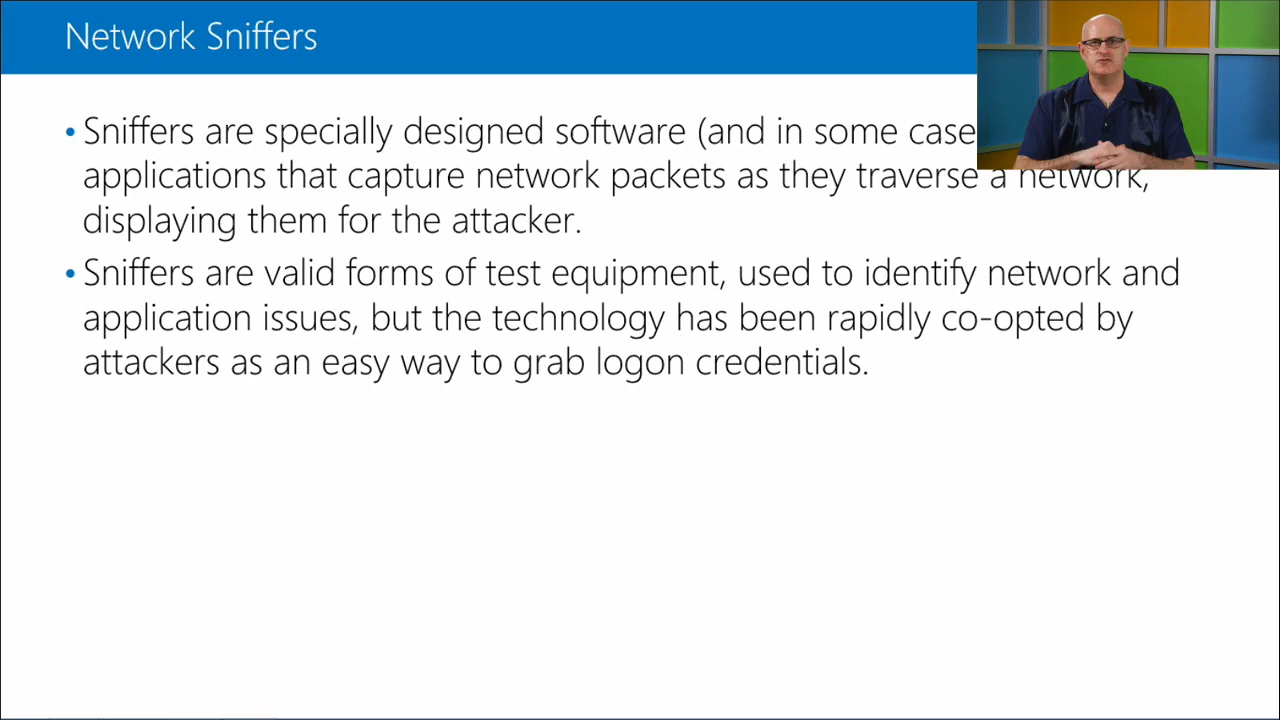 Network Sniffers
• Sniffers are specially designed software (and in some case
applications that capture network packets as they traverse a network,
displaying them for the attacker.
• Sniffers are valid forms of test equipment, used to identify network and
application issues, but the technology has been rapidly co-opted by
attackers as an easy way to grab logon credentials.